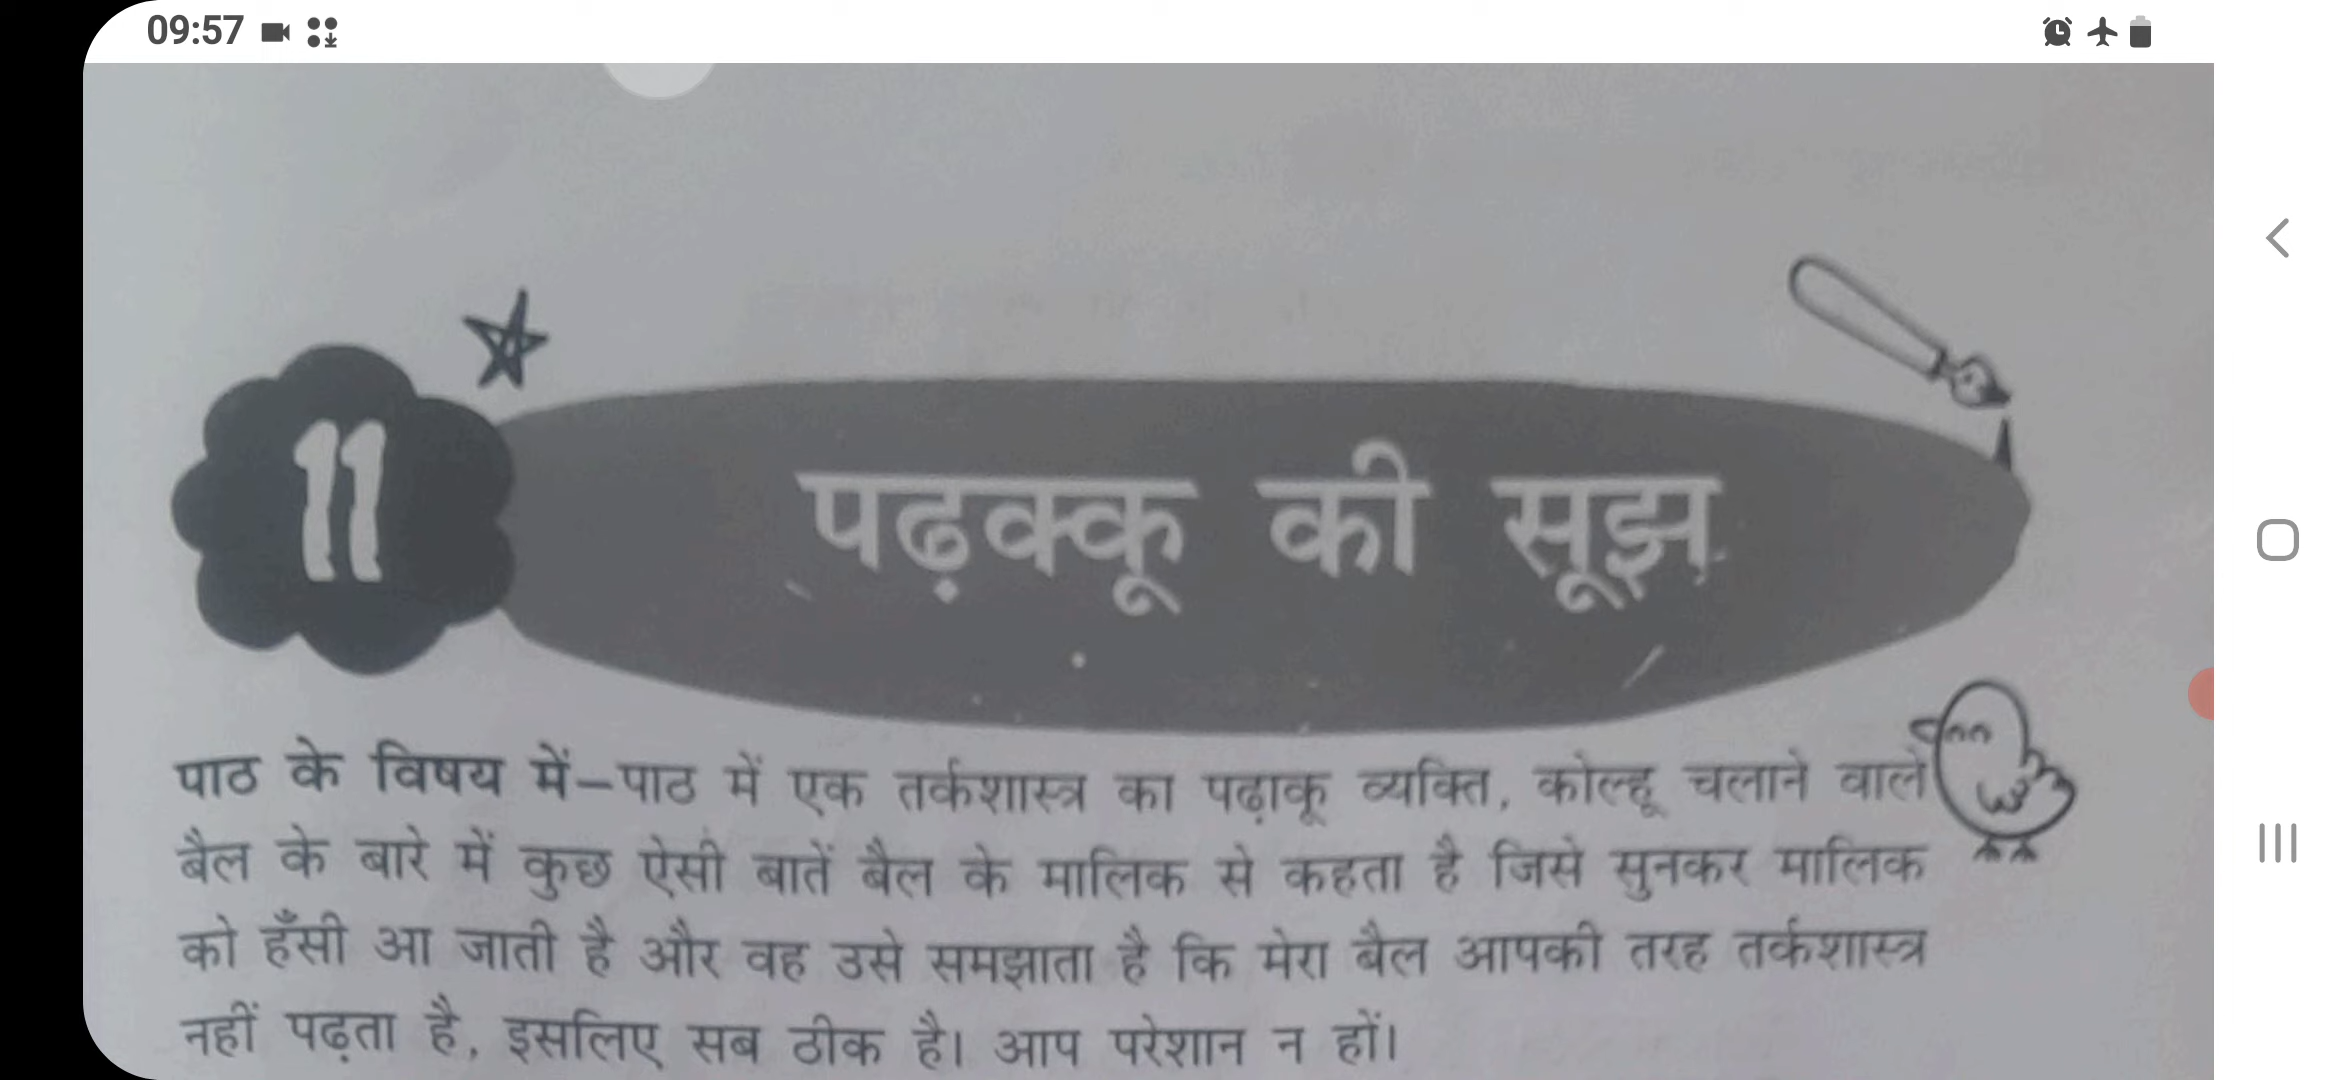 09:57
11
पढ़क्कू की सूझ
पाठ के विषय में–पाठ में एक तर्कशास्त्र का पढ़ाकू व्यक्ति, कोल्हू चलाने वाले
बैल के बारे में कुछ ऐसी बातें बैल के मालिक से कहता है जिसे सुनकर मालिक
को हँसी आ जाती है और वह उसे समझाता है कि मेरा बैल आपकी तरह तर्कशास्त्र
नहीं पढ़ता है, इसलिए सब ठीक है। आप परेशान न हों।